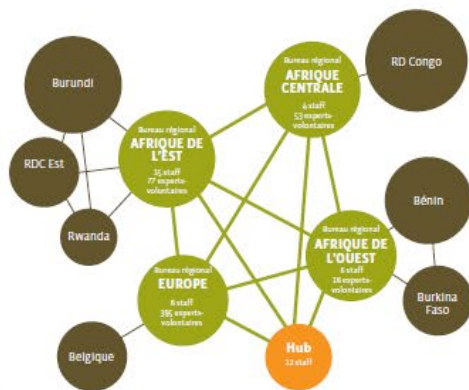 Burundi
RDC Est
Rwanda
Bureau régional
AFRIQUE DE
L'EST
15 staff
77 experts-
volontaires
Bureau régional
AFRIQUE
CENTRALE
4 staff
53 experts-
volontaires
RD Congo
Bénin
Burkina
Faso
Bureau régional
AFRIQUE DE
L'OUEST
6 staff
volontaires
Bureau régional
EUROPE
8 staff
395 experts-
volontaires
Belgique
Hub
12 staff